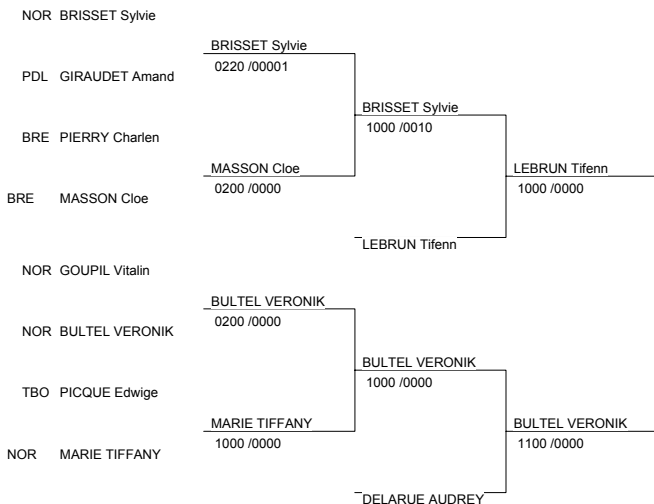 NOR BRISSET Sylvie
BRISSET Sylvie
0220 /00001
PDL GIRAUDET Amand
BRISSET Sylvie
1000 /0010
BRE PIERRY Charlen
MASSON Cloe
0200 /0000
LEBRUN Tifenn
1000 /0000
BRE MASSON Cloe
LEBRUN Tifenn
NOR GOUPIL Vitalin
BULTEL VERONIK
0200 /0000
NOR BULTEL VERONIK
BULTEL VERONIK
1000 /0000
TBO PICQUE Edwige
MARIE TIFFANY
1000 /0000
BULTEL VERONIK
1100 /0000
NOR MARIE TIFFANY
DELARUE AUDREY